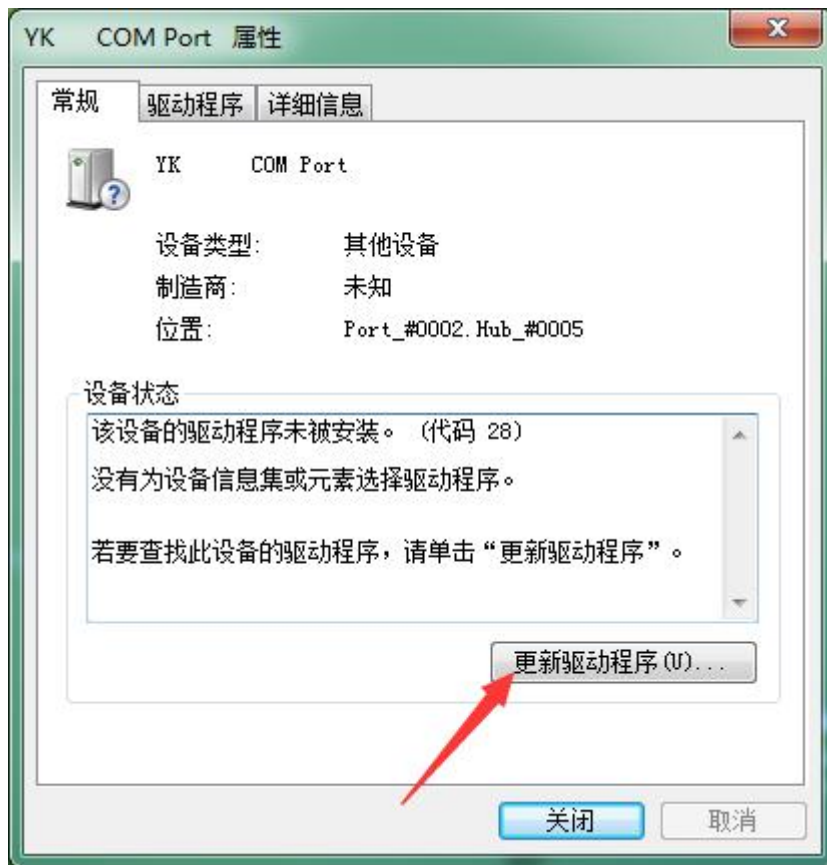 YK COM Port 属性
常规 驱动程序 详细信息
YK COM Port
设备类型: 其他设备
制造商: 未知
位置: Port_#0002.Hub_#0005
设备状态
该设备的驱动程序未被安装。 (代码 28)
没有为设备信息集或元素选择驱动程序。
若要查找此设备的驱动程序，请单击“更新驱动程序”。
更新驱动程序(U)...
关闭 取消